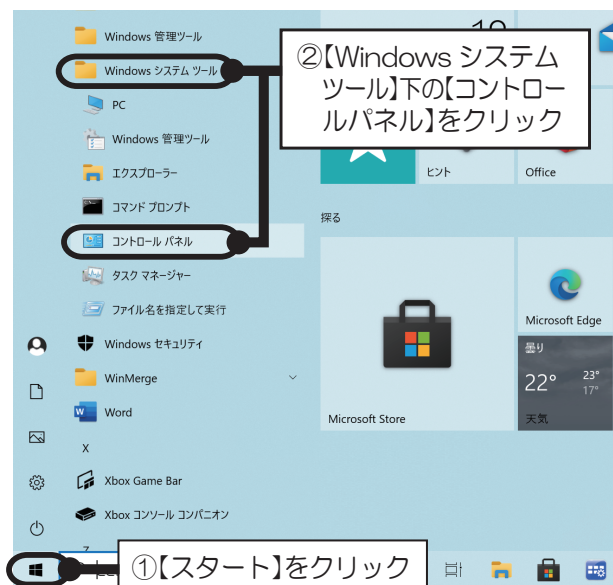 Windows 管理ツール
Windows システム ツール
②【Windows システム
ツール】下の【コントロー
ルパネル】をクリック
PC
Windows 管理ツール
エクスプローラー
コマンド プロンプト
コントロール パネル
タスク マネージャー
ファイル名を指定して実行
Windows セキュリティ
WinMerge
Word
X
Xbox Game Bar
Xbox コンソール コンパニオン
ヒント
Office
探る
Microsoft Store
Microsoft Edge
曇り
22°
23°
17°
天気
①【スタート】をクリック